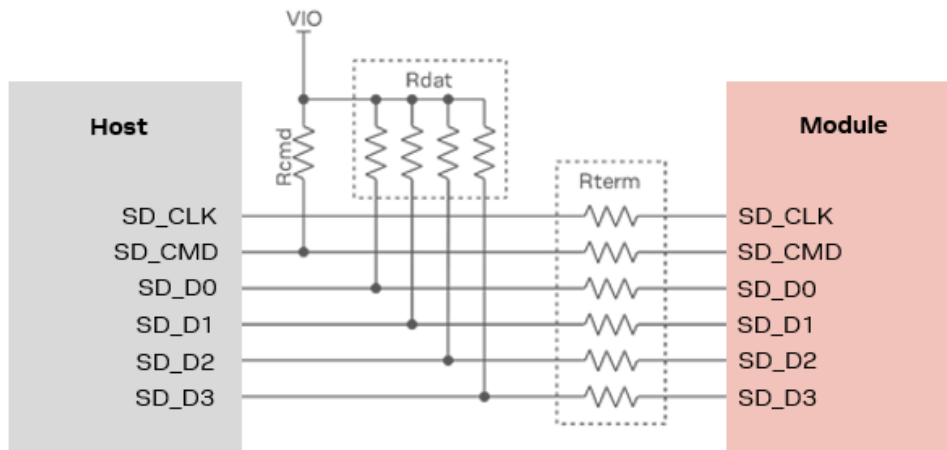 VIO
Rdat
Host
Module
Rcmd
Rterm
SD_CLK
SD_CLK
SD_CMD
SD_CMD
SD_D0
SD_D0
SD_D1
SD_D1
SD_D2
SD_D2
SD_D3
SD_D3